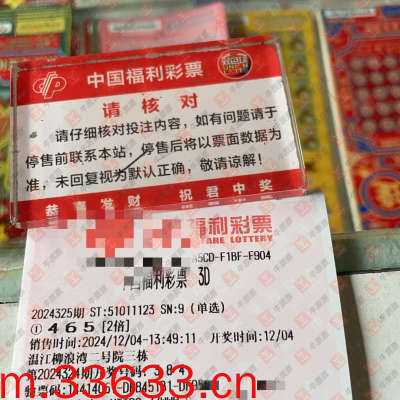 中国福利彩票
请核对
请仔细核对投注内容，如有问题请于
停售前联系本站，停售后将以票面数据为
准，未回复视为默认正确，敬请谅解！
恭喜发财 祝君中奖
福利彩票
ARE LOTTERY
A5CD-F1BF-F904
福利彩票 3D
2024325期 ST:51011123 SN:9 (单选)
① 4 6 5 [2倍]
销售时间:2024/12/04-13:49:11 开奖时间:12/04
温江柳浪湾二号院三栋
m.33633.cn